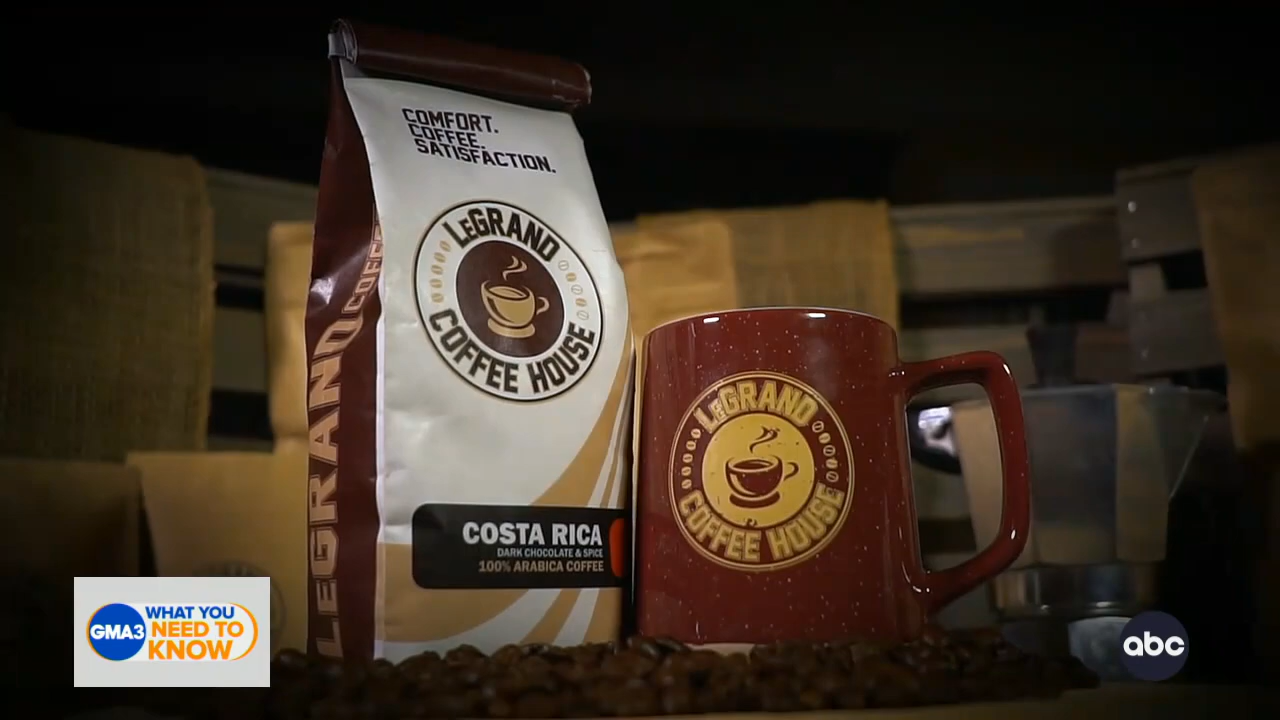 COMFORT.
COFFEE.
SATISFACTION.
LEGRAND
COFFEE HOUSE
LEGRAND COFFE
COSTA RICA
DARK CHOCOLATE & SPICE
100% ARABICA COFFEE
LEGRAND
COFFEE HOUSE
GMA3
WHAT YOU
NEED TO
KNOW
abc